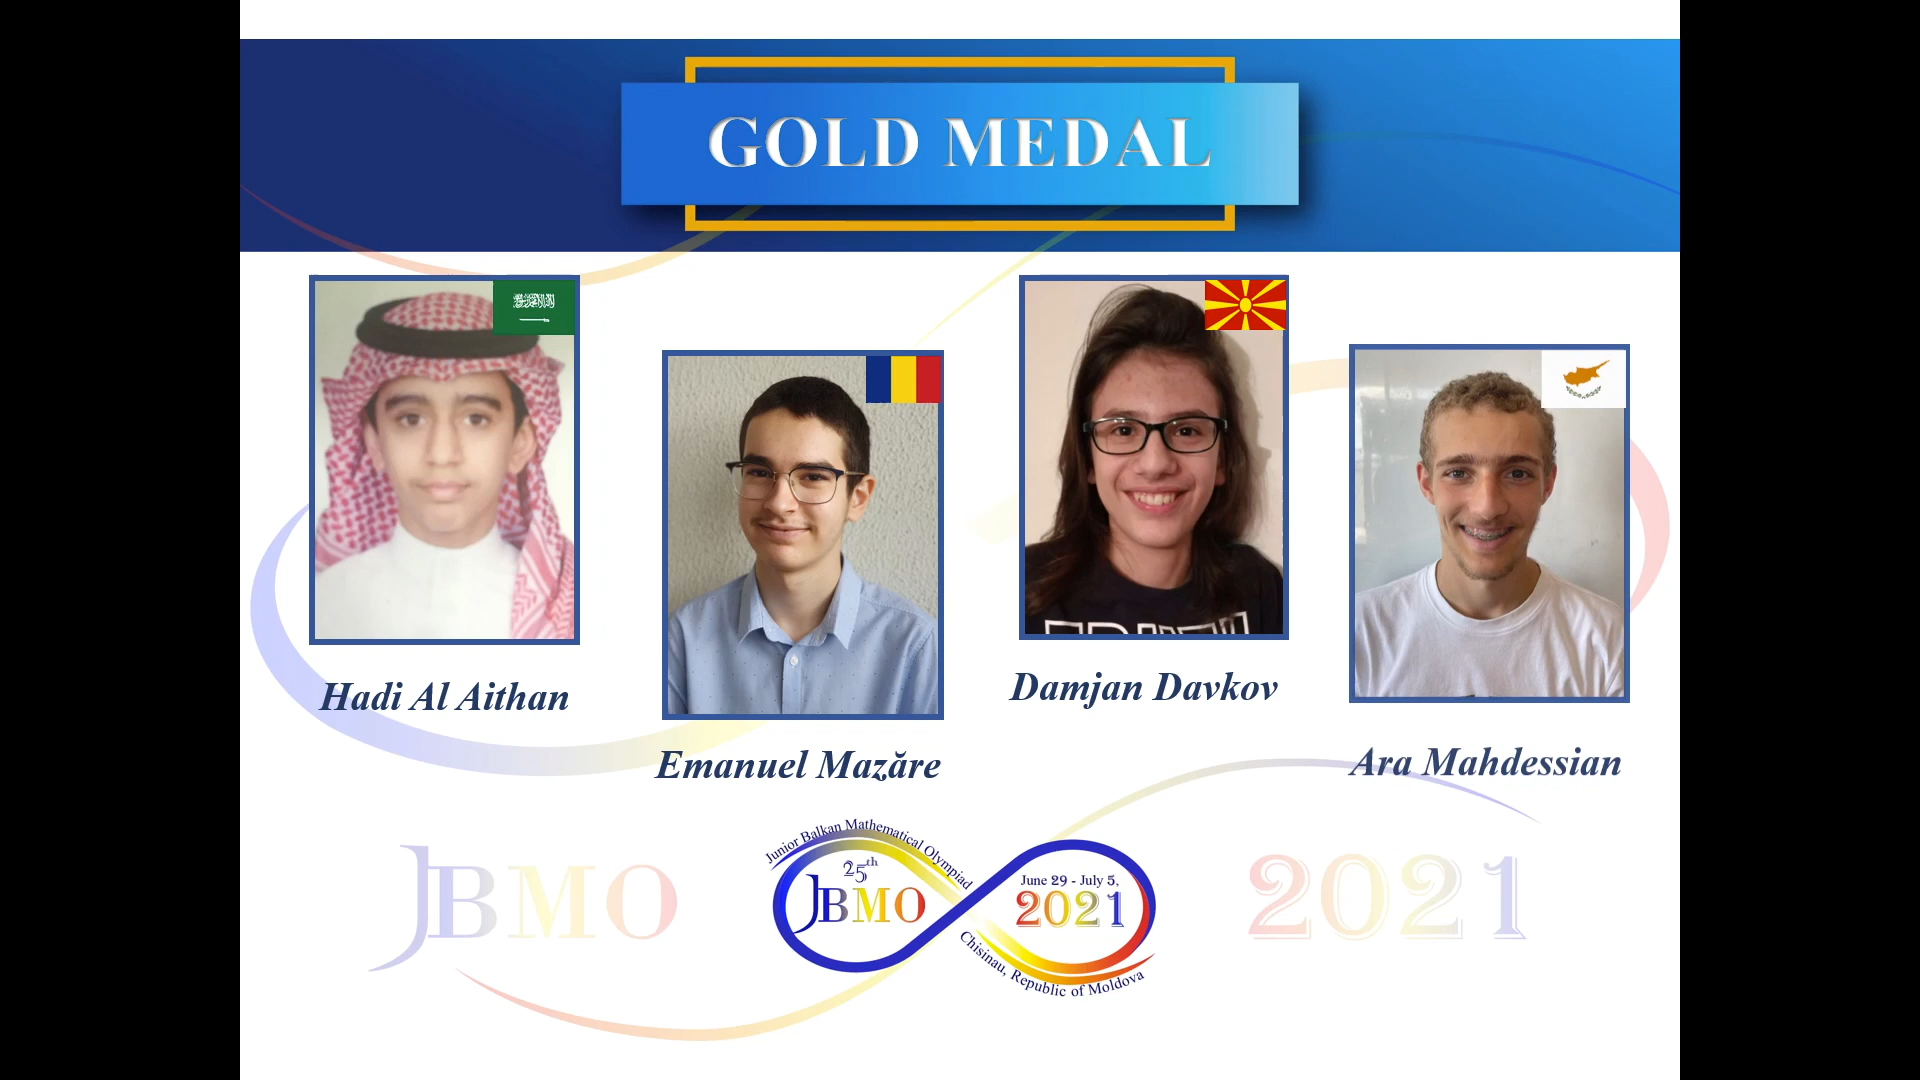 GOLD MEDAL
Hadi Al Aithan
Emanuel Mazăre
Damjan Davkov
Ara Mahdessian
JBMO
Junior Balkan Mathematical Olympiad
25th
JBMO
June 29 - July 5,
2021
Chisinau, Republic of Moldova
2021